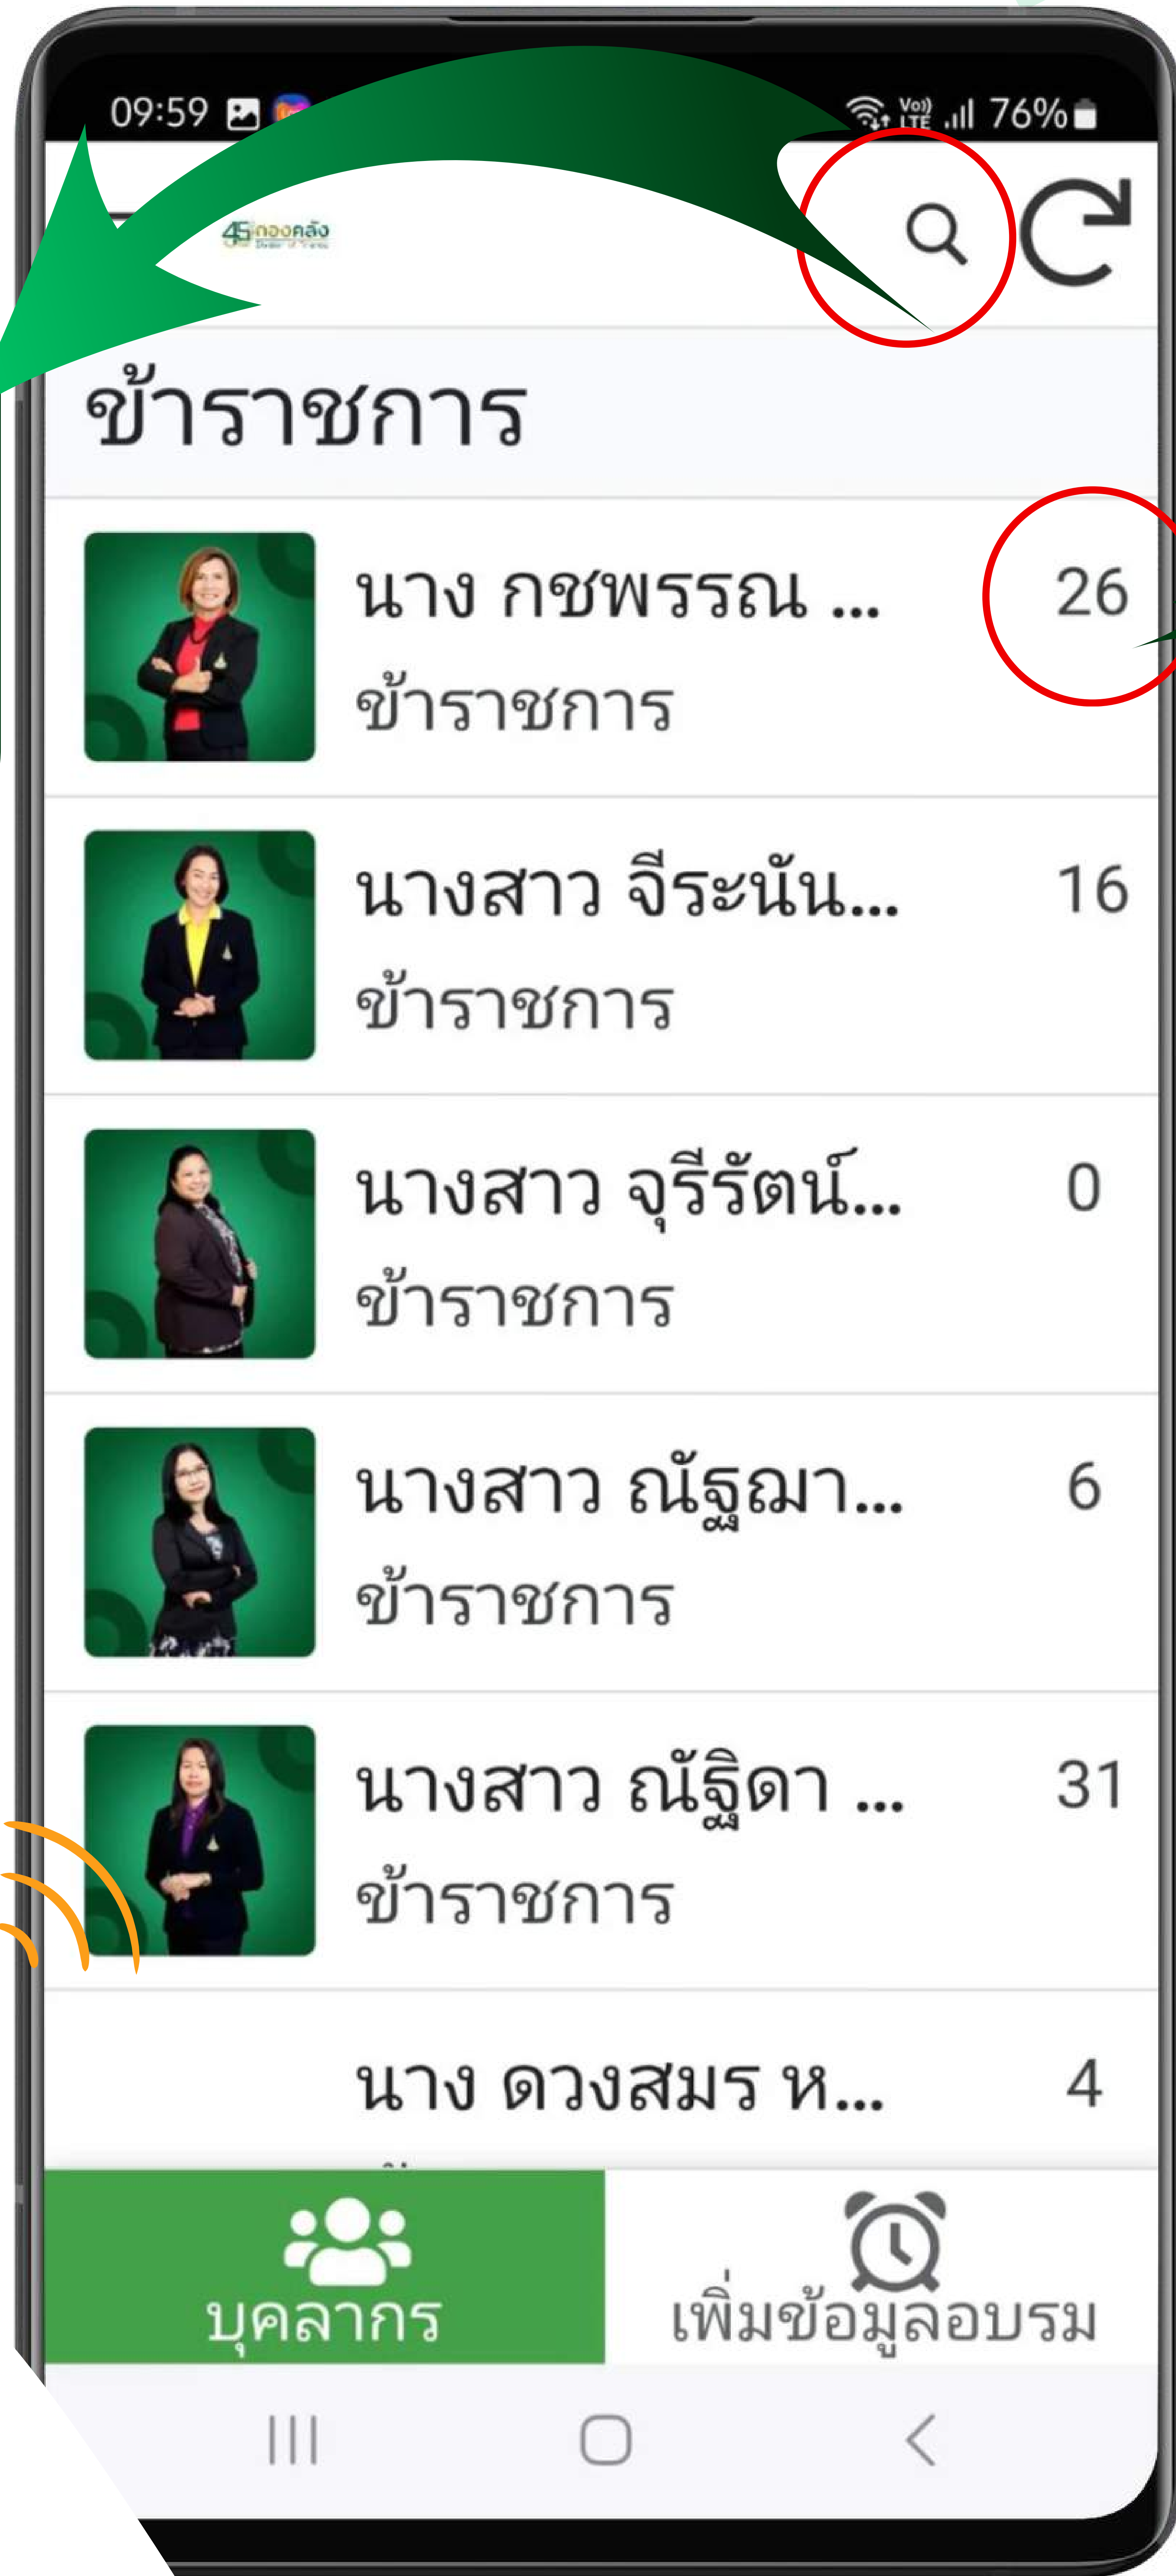 09:59
Vo)) LTE 76%
45 กองคลัง
ข้าราชการ
นาง กชพรรณ ...
26
ข้าราชการ
นางสาว จีระนัน...
16
ข้าราชการ
นางสาว จุรีรัตน์...
0
ข้าราชการ
นางสาว ณัฐฌา...
6
ข้าราชการ
นางสาว ณัฐิดา ...
31
ข้าราชการ
นาง ดวงสมร ห...
4
บุคลากร
เพิ่มข้อมูลอบรม